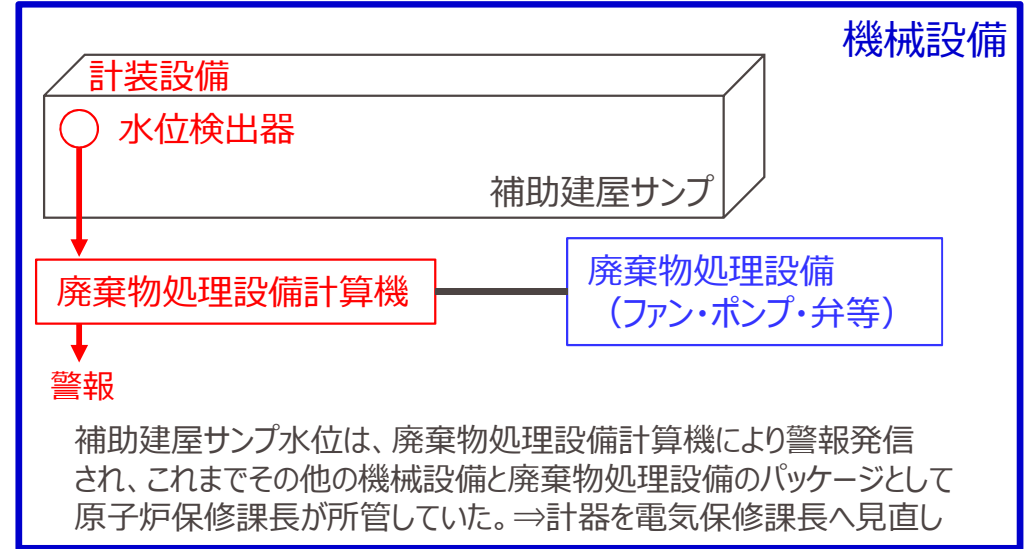 機械設備
計装設備
水位検出器
補助建屋サンプ
廃棄物処理設備計算機
廃棄物処理設備
（ファン・ポンプ・弁等）
警報
補助建屋サンプ水位は、廃棄物処理設備計算機により警報発信
され、これまでその他の機械設備と廃棄物処理設備のパッケージとして
原子炉保修課長が所管していた。⇒計器を電気保修課長へ見直し